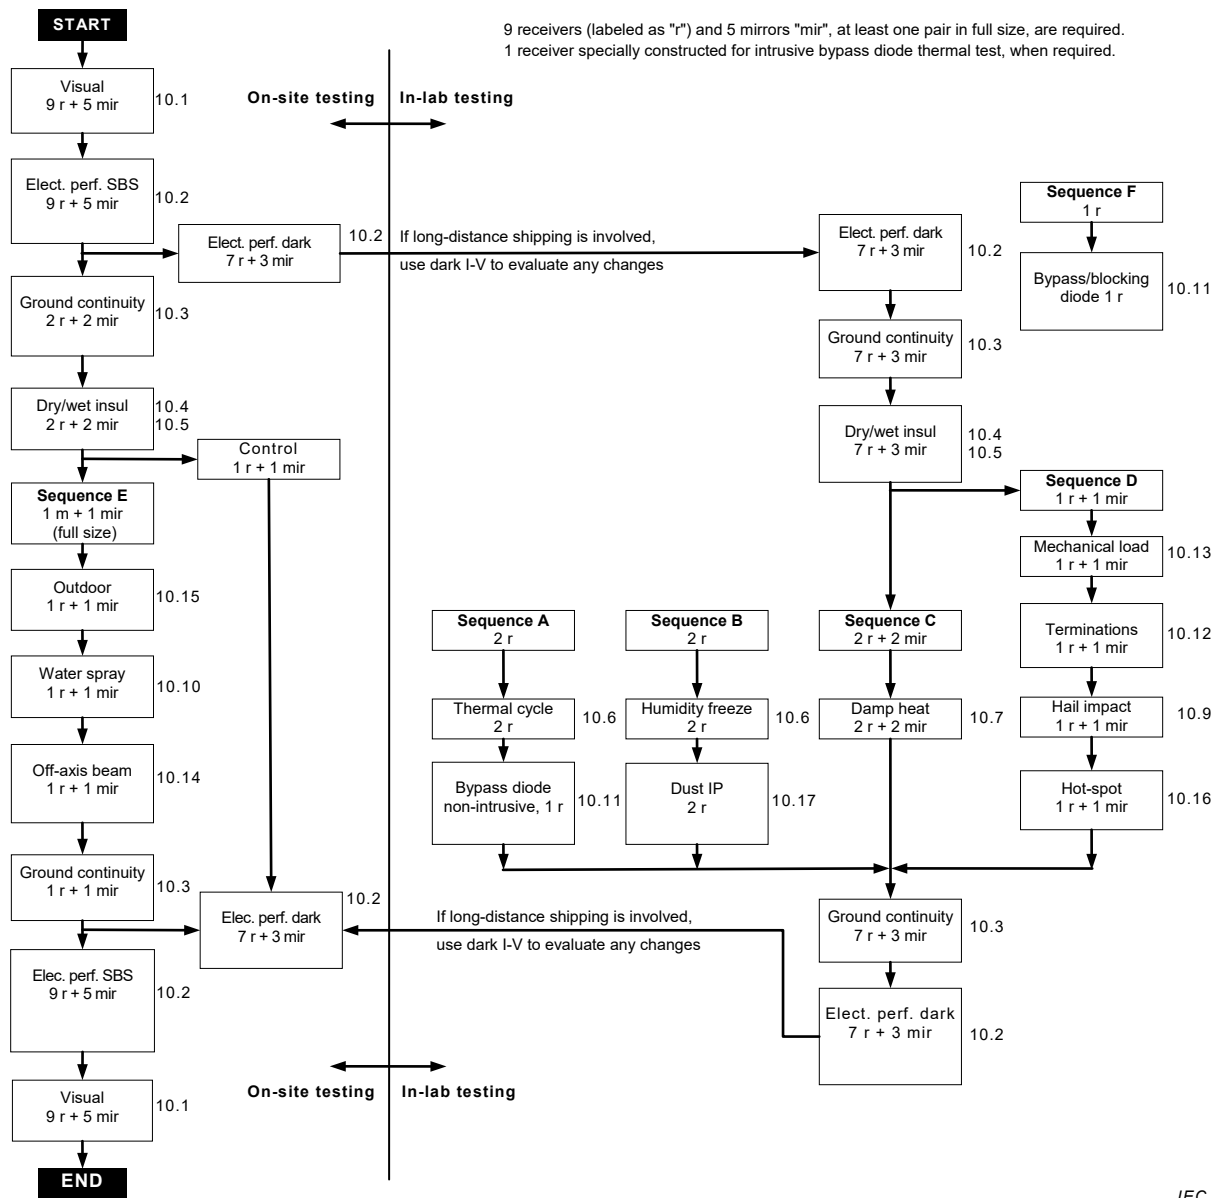 START
9 receivers (labeled as "r") and 5 mirrors "mir", at least one pair in full size, are required.
1 receiver specially constructed for intrusive bypass diode thermal test, when required.
Visual
9 r + 5 mir
10.1
On-site testing
In-lab testing
Elect. perf. SBS
9 r + 5 mir
10.2
Elect. perf. dark
7 r + 3 mir
10.2
If long-distance shipping is involved,
use dark I-V to evaluate any changes
Elect. perf. dark
7 r + 3 mir
10.2
Sequence F
1 r
Bypass/blocking
diode 1 r
10.11
Ground continuity
2 r + 2 mir
10.3
Ground continuity
7 r + 3 mir
10.3
Dry/wet insul
2 r + 2 mir
10.4
10.5
Control
1 r + 1 mir
Dry/wet insul
7 r + 3 mir
10.4
10.5
Sequence E
1 m + 1 mir
(full size)
Sequence D
1 r + 1 mir
Mechanical load
1 r + 1 mir
10.13
Outdoor
1 r + 1 mir
10.15
Sequence A
2 r
Sequence B
2 r
Sequence C
2 r + 2 mir
Terminations
1 r + 1 mir
10.12
Water spray
1 r + 1 mir
10.10
Thermal cycle
2 r
10.6
Humidity freeze
2 r
10.6
Damp heat
2 r + 2 mir
10.7
Hail impact
1 r + 1 mir
10.9
Off-axis beam
1 r + 1 mir
10.14
Bypass diode
non-intrusive, 1 r
10.11
Dust IP
2 r
10.17
Hot-spot
1 r + 1 mir
10.16
Ground continuity
1 r + 1 mir
10.3
Elec. perf. dark
7 r + 3 mir
10.2
If long-distance shipping is involved,
use dark I-V to evaluate any changes
Ground continuity
7 r + 3 mir
10.3
Elec. perf. SBS
9 r + 5 mir
10.2
Elect. perf. dark
7 r + 3 mir
10.2
On-site testing
In-lab testing
Visual
9 r + 5 mir
10.1
END
IEC